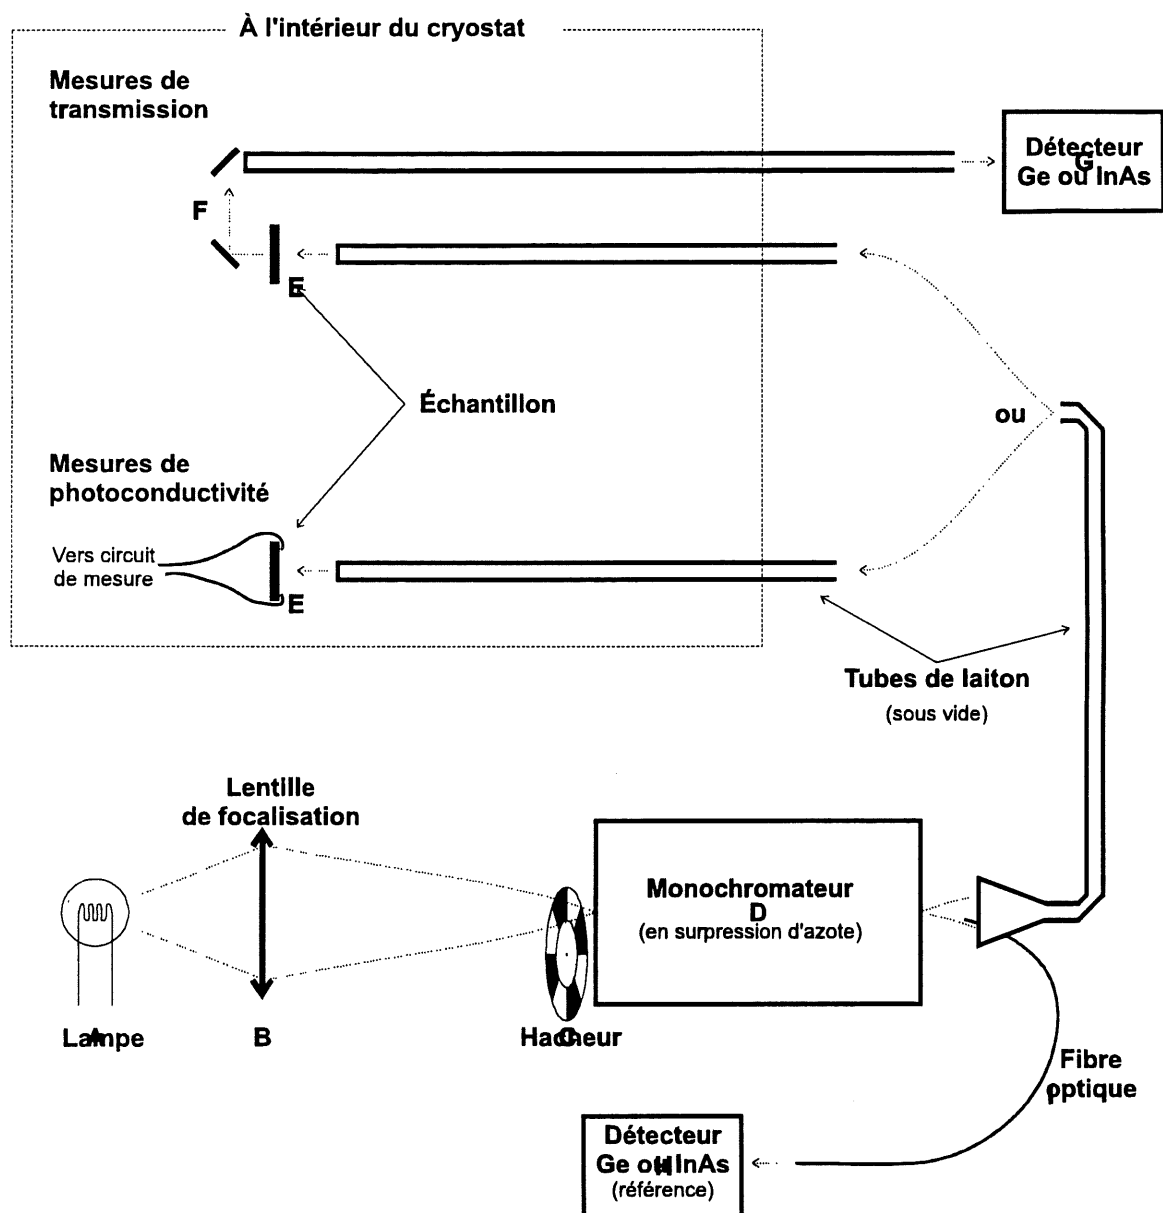 À l'intérieur du cryostat
Mesures de
transmission
Détecteur
G
Ge ou InAs
F
E
Échantillon
ou
Mesures de
photoconductivité
Vers circuit
de mesure
E
Tubes de laiton
(sous vide)
Lentille
de focalisation
Monochromateur
D
(en surpression d'azote)
Lampe
A
B
Hacheur
C
Fibre
optique
I
Détecteur
Ge ou InAs
H
(référence)